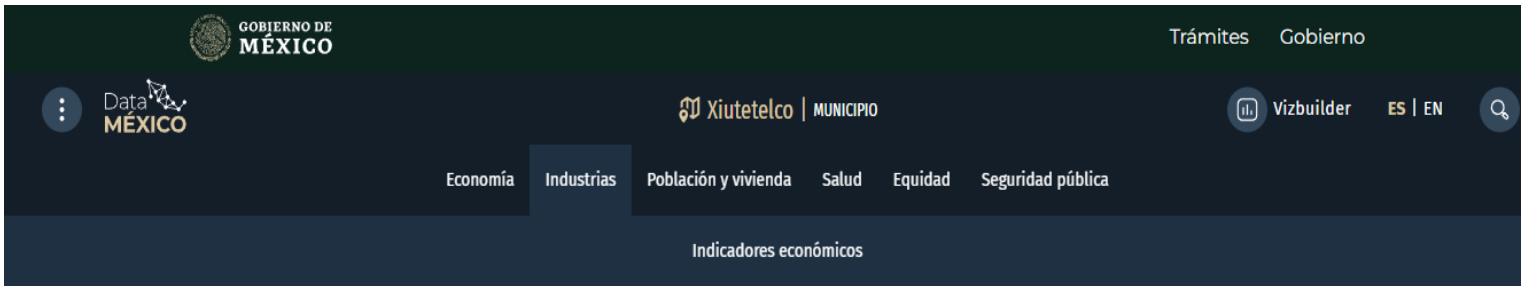 GOBIERNO DE
MÉXICO
Trámites Gobierno
Data
MÉXICO
Xiutetelco | MUNICIPIO
Vizbuilder ES | EN
Economía Industrias Población y vivienda Salud Equidad Seguridad pública
Indicadores económicos